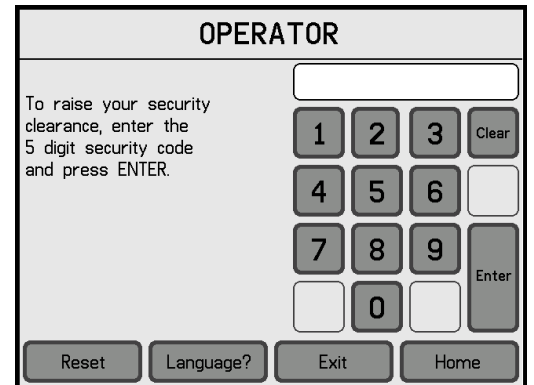 OPERATOR
To raise your security
clearance, enter the
5 digit security code
and press ENTER.
1 2 3 Clear
4 5 6
7 8 9
Enter
0
Reset Language? Exit Home